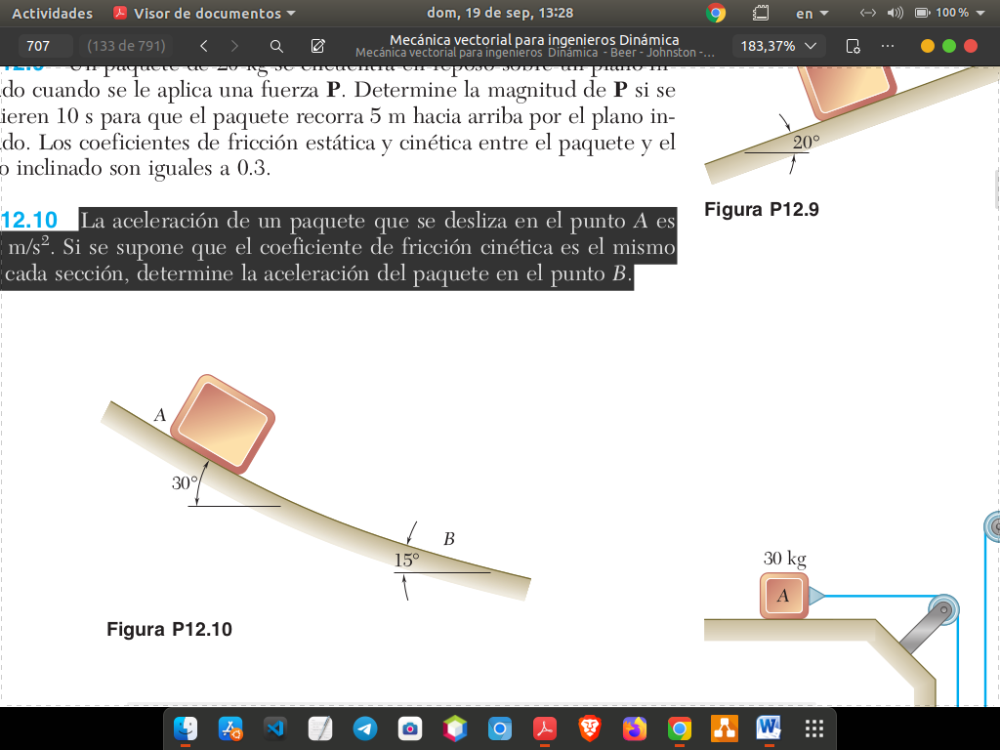 Actividades
Visor de documentos
dom, 19 de sep, 13:28
en
100 %
707
(133 de 791)
Mecánica vectorial para ingenieros Dinámica
Mecánica vectorial para ingenieros Dinámica - Beer - Johnston -...
183,37%
Un paquete de 20 kg se encuentra en reposo sobre un plano in-
do cuando se le aplica una fuerza P. Determine la magnitud de P si se
ieren 10 s para que el paquete recorra 5 m hacia arriba por el plano in-
do. Los coeficientes de fricción estática y cinética entre el paquete y el
o inclinado son iguales a 0.3.
20°
Figura P12.9
12.10 La aceleración de un paquete que se desliza en el punto A es
m/s². Si se supone que el coeficiente de fricción cinética es el mismo
cada sección, determine la aceleración del paquete en el punto B.
A
30°
B
15°
Figura P12.10
30 kg
A